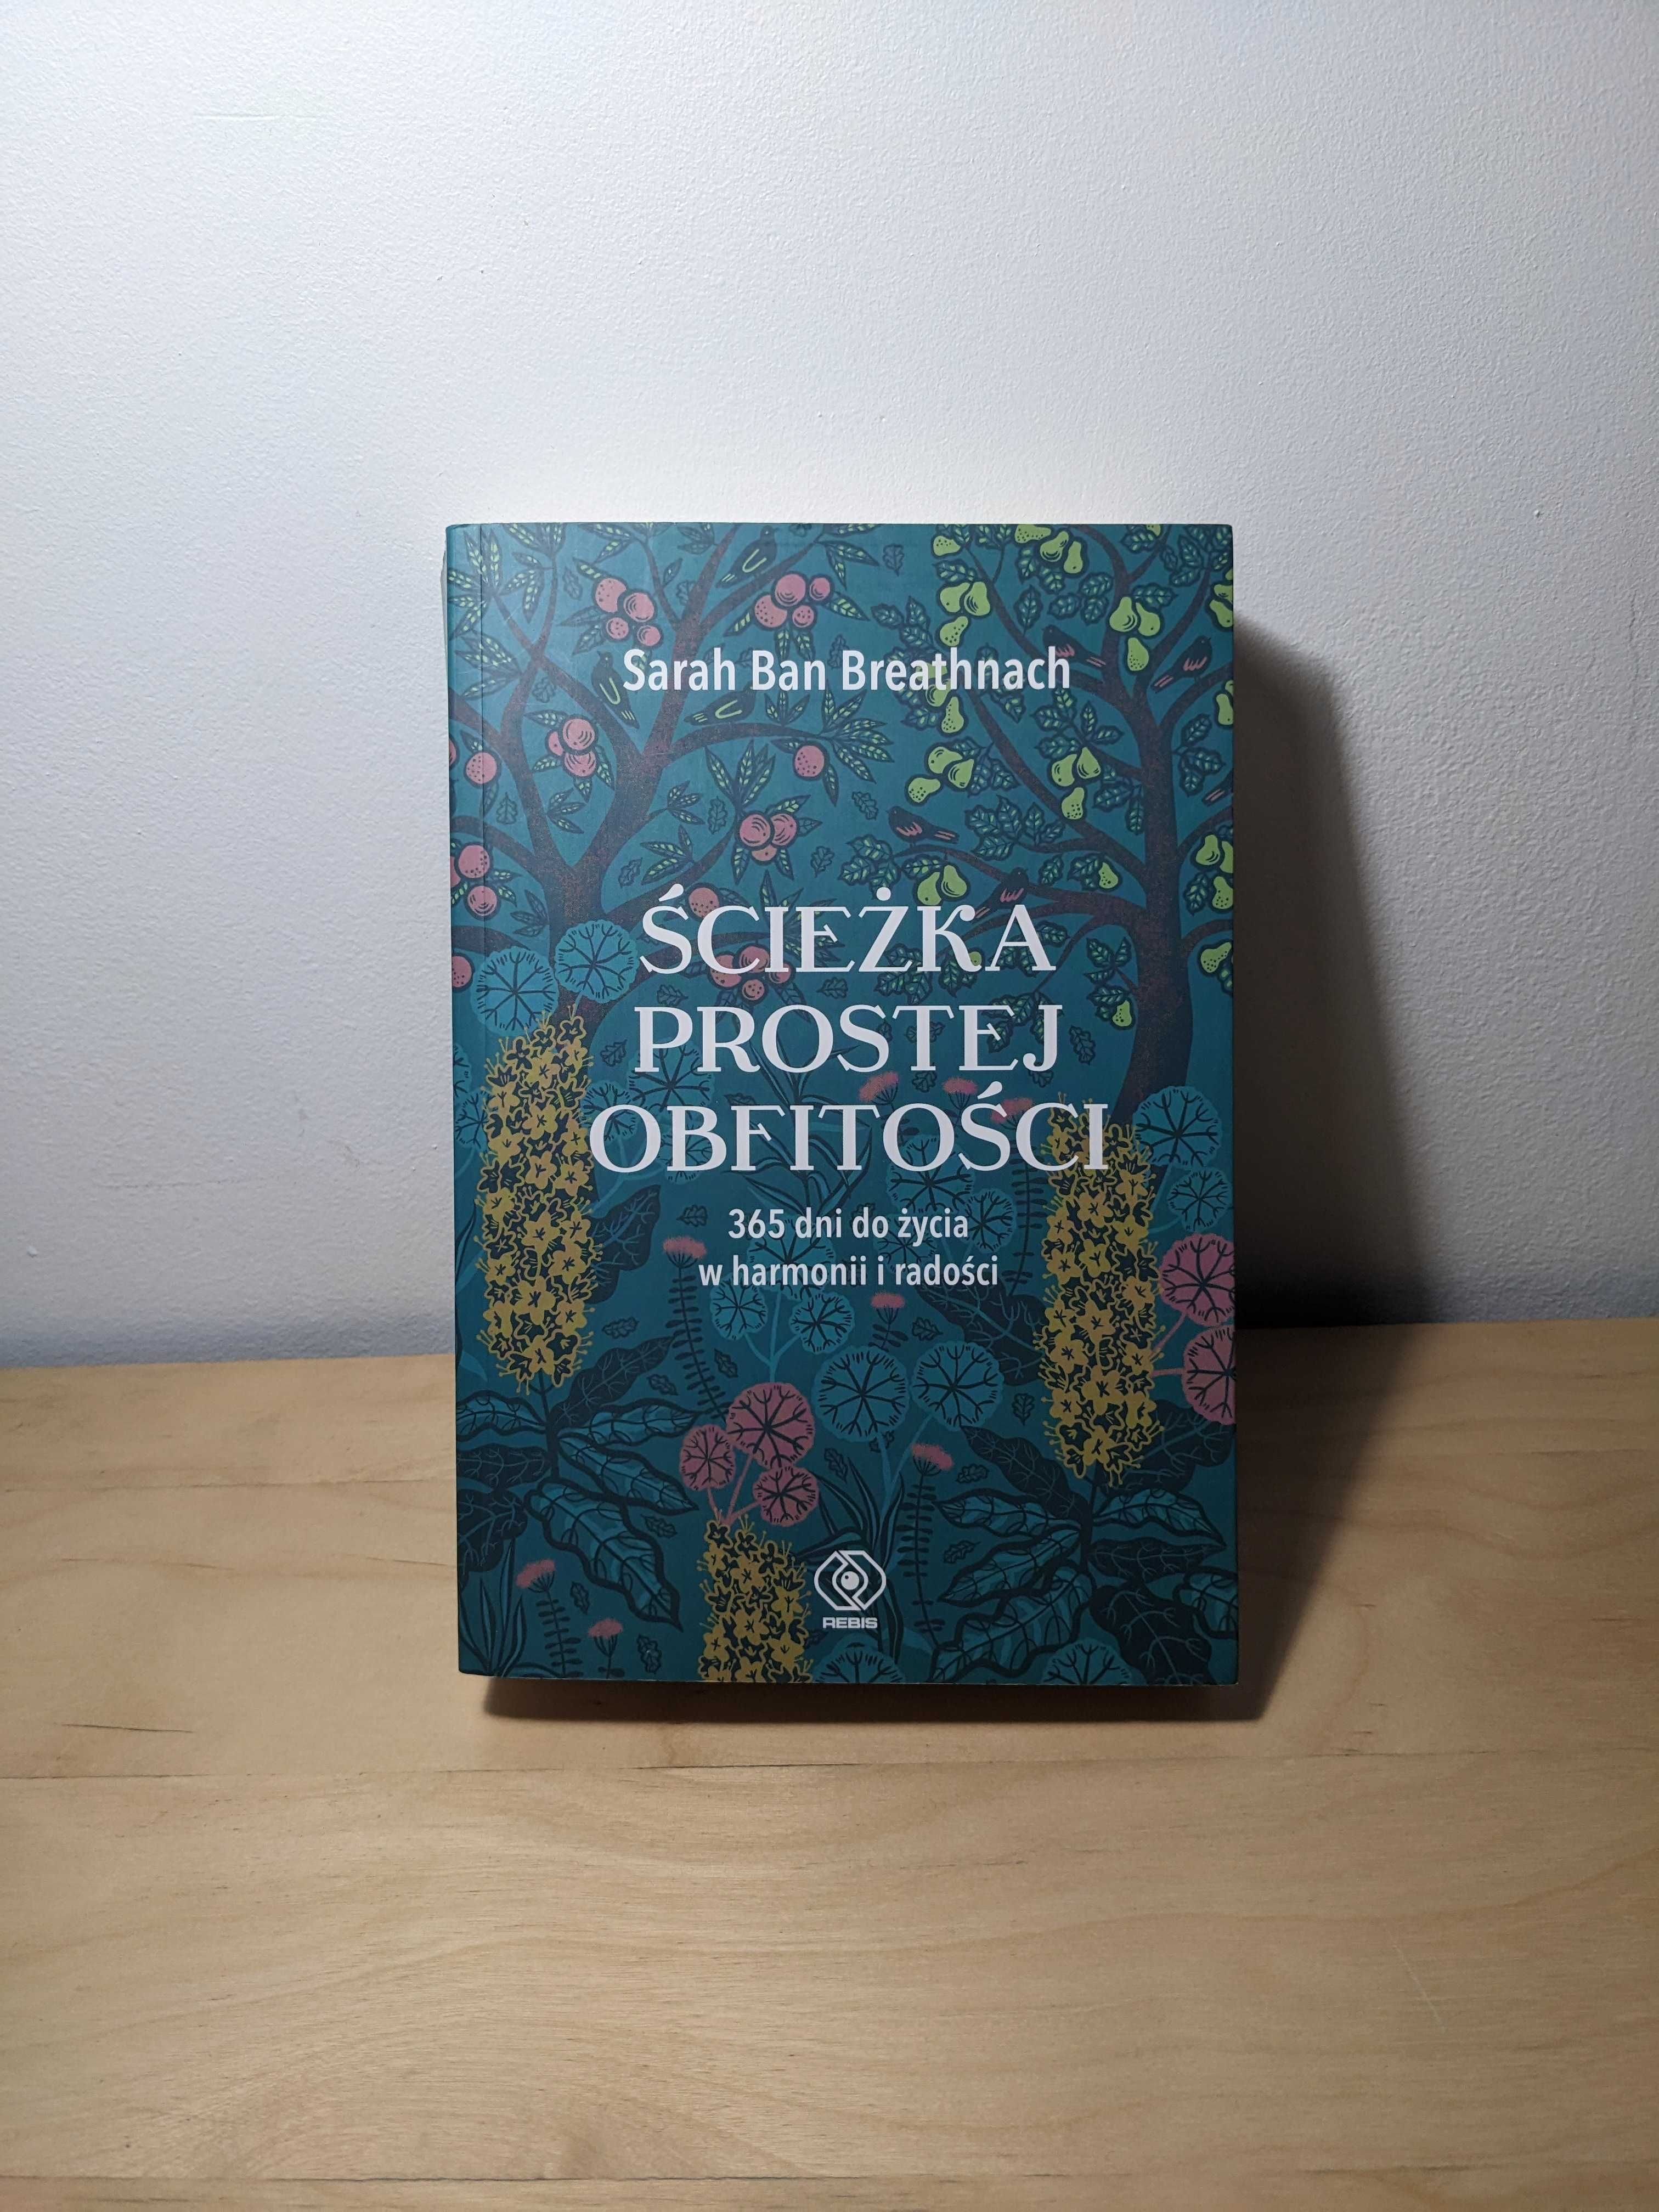 Sarah Ban Breathnach
ŚCIEŻKA
PROSTEJ
OBFITOŚCI
365 dni do życia
w harmonii i radości
REBIS